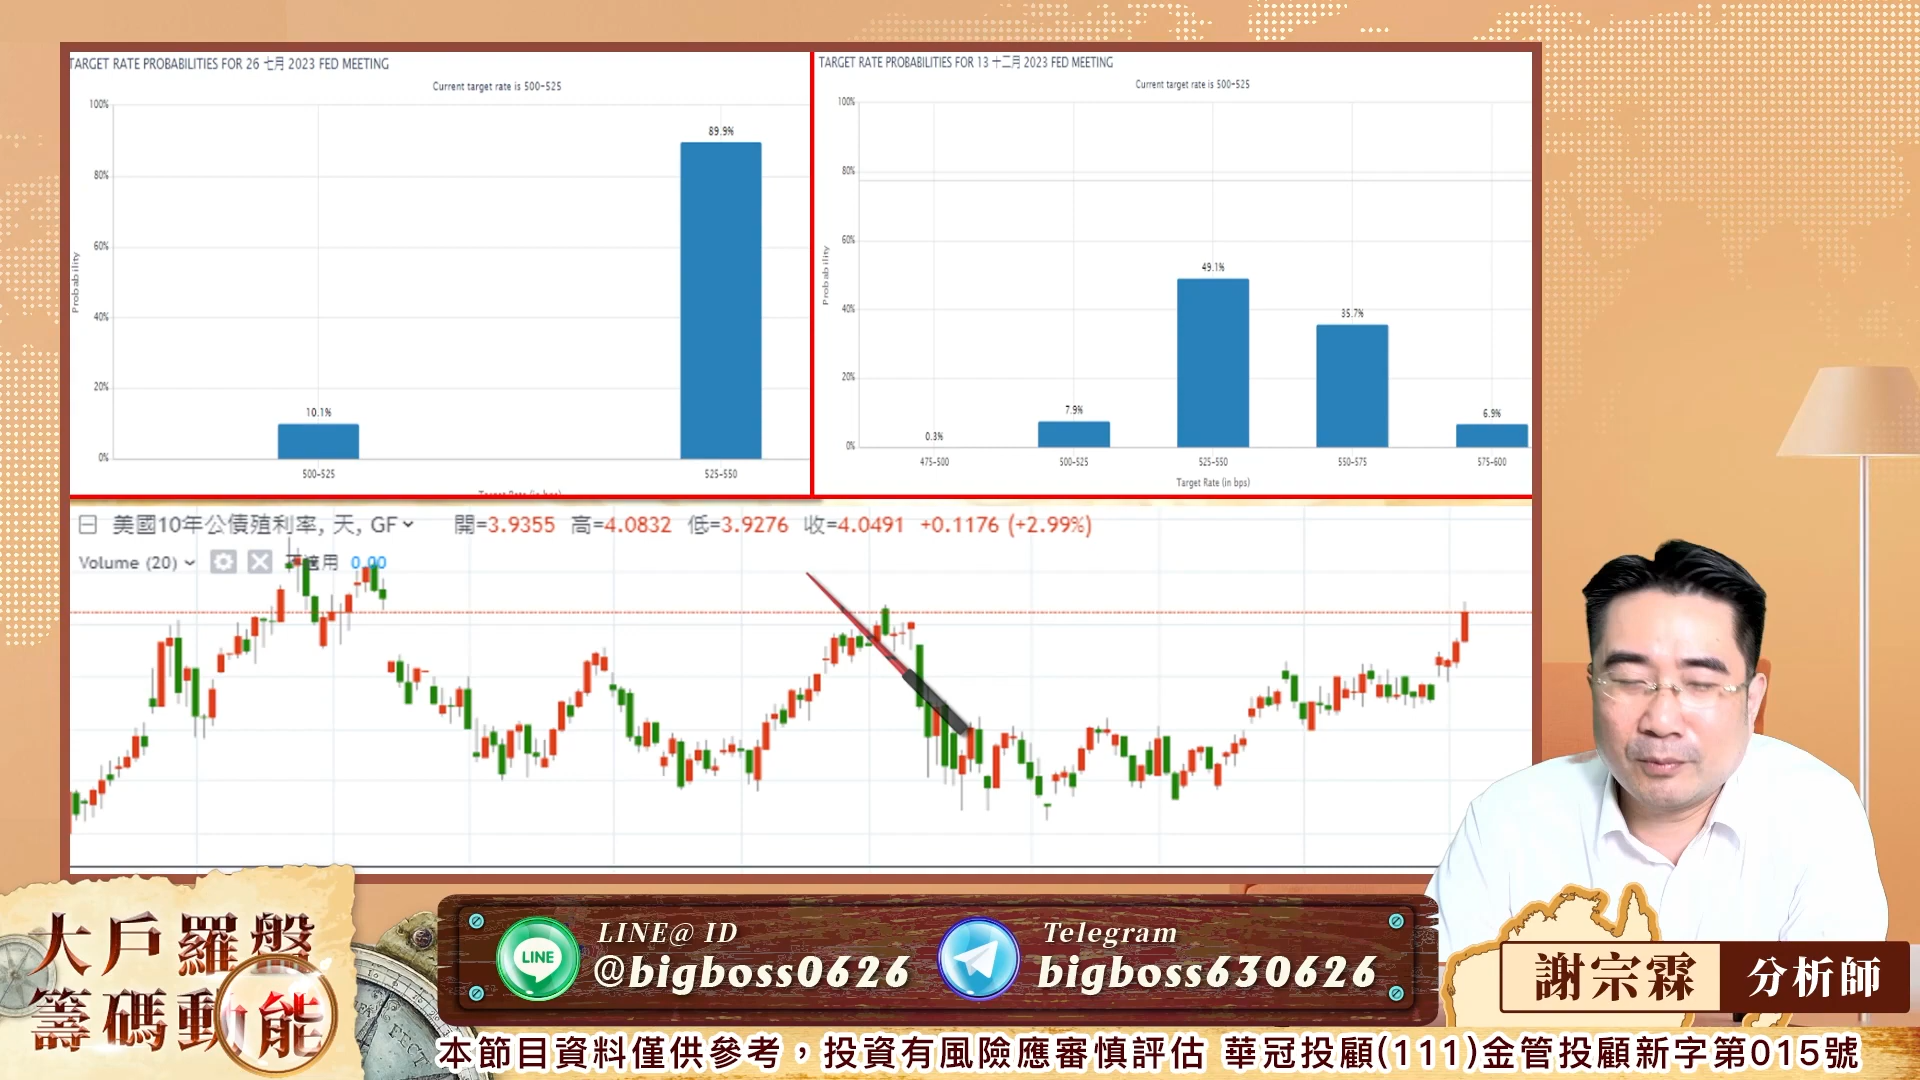 TARGET RATE PROBABILITIES FOR 26 七月 2023 FED MEETING
Current target rate is 500-525
100%
80%
60%
40%
20%
0%
Probability
10.1%
89.9%
500-525
525-550
Target Rate (in bps)
TARGET RATE PROBABILITIES FOR 13 十二月 2023 FED MEETING
Current target rate is 500-525
100%
80%
60%
40%
20%
0%
Probability
0.3%
7.9%
49.1%
35.7%
6.9%
475-500
500-525
525-550
550-575
575-600
Target Rate (in bps)
美國10年公債殖利率, 天, GF 開=3.9355 高=4.0832 低=3.9276 收=4.0491 +0.1176 (+2.99%)
Volume (20) 不適用 0.00
大戶羅盤
籌碼動能
LINE
LINE@ ID
@bigboss0626
Telegram
bigboss630626
謝宗霖 分析師
本節目資料僅供參考，投資有風險應審慎評估 華冠投顧(111)金管投顧新字第015號